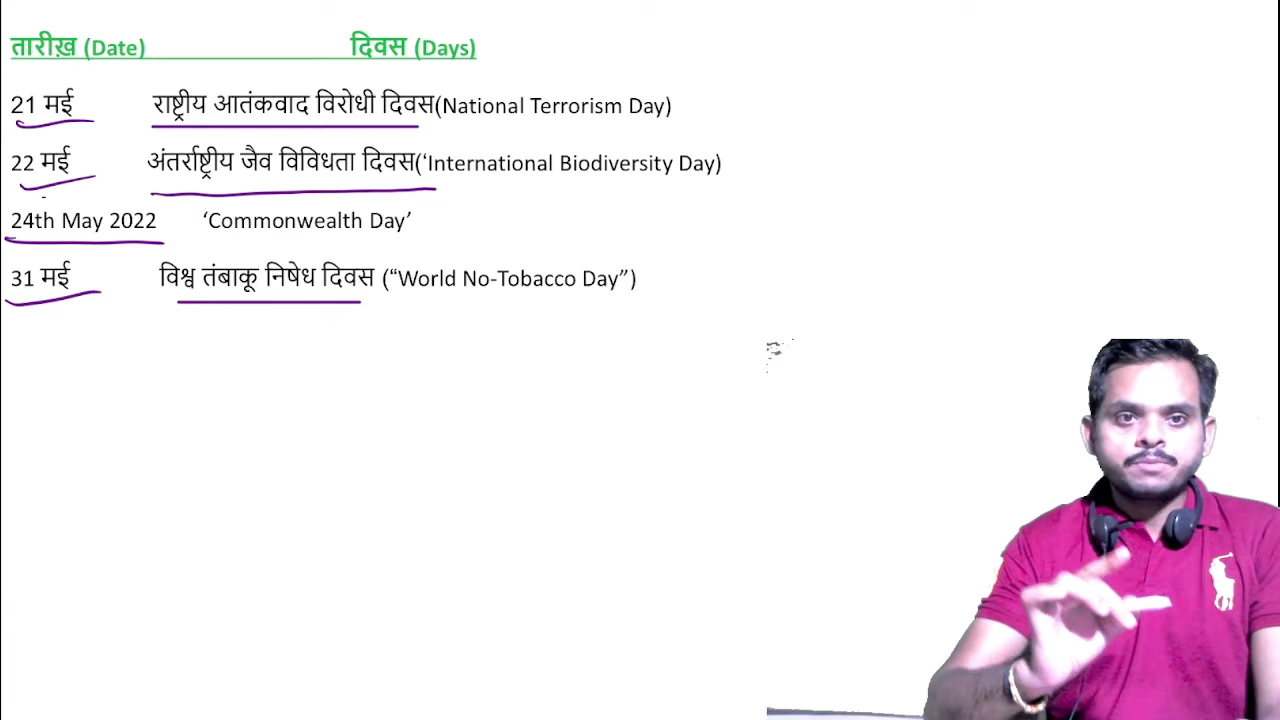 तारीख़ (Date) दिवस (Days)
21 मई राष्ट्रीय आतंकवाद विरोधी दिवस(National Terrorism Day)
22 मई अंतर्राष्ट्रीय जैव विविधता दिवस(‘International Biodiversity Day)
24th May 2022 ‘Commonwealth Day’
31 मई विश्व तंबाकू निषेध दिवस (“World No-Tobacco Day”)